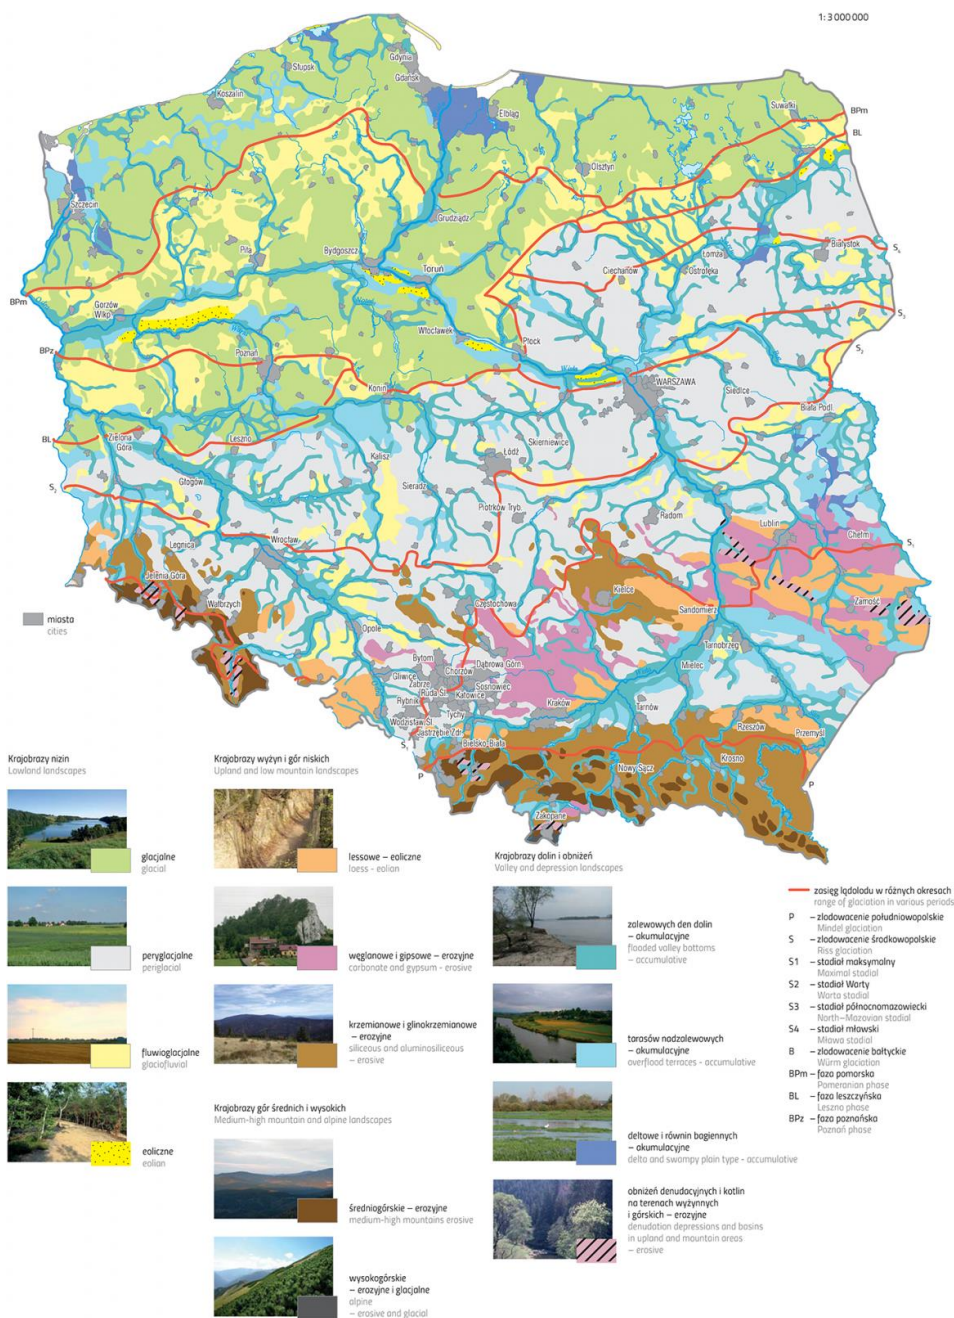 1: 3 000 000
Gdynia
Gdańsk
Słupsk
Koszalin
Elbląg
Suwałki
BPm
BL
Olsztyn
Szczecin
Grudziądz
Piła
Bydgoszcz
Toruń
Łomża
Białystok
S4
Ciechanów
Ostrołęka
BPm
Gorzów
Wlkp.
Włocławek
Płock
S3
BPz
Poznań
S2
Konin
Wisła
WARSZAWA
Siedlce
Biała Podl.
BL
Zielona
Góra
Leszno
Skierniewice
Kalisz
Łódź
S2
Głogów
Sieradz
Piotrków Tryb.
Radom
Lublin
Chełm
S1
Legnica
Wrocław
Jelenia Góra
Wałbrzych
Częstochowa
Kielce
Sandomierz
Zamość
miasta
cities
Opole
Tarnobrzeg
Bytom
Mielec
Gliwice
Chorzów
Dąbrowa Górn.
Zabrze
Ruda Śl.
Sosnowiec
Katowice
Rybnik
Tychy
Kraków
Tarnów
Wodzisław Śl.
Jastrzębie Zdr.
S1
Rzeszów
Przemyśl
Bielsko-Biała
P
Nowy Sącz
Krosno
P
Zakopane
Krajobrazy nizin
Lowland landscapes
glacjalne
glacial
peryglacjalne
periglacial
fluwioglacjalne
glaciofluvial
eoliczne
eolian
Krajobrazy wyżyn i gór niskich
Upland and low mountain landscapes
lessowe – eoliczne
loess - eolian
węglanowe i gipsowe – erozyjne
carbonate and gypsum - erosive
krzemianowe i glinokrzemianowe
– erozyjne
siliceous and aluminosiliceous
– erosive
Krajobrazy gór średnich i wysokich
Medium-high mountain and alpine landscapes
średniogórskie – erozyjne
medium-high mountains erosive
wysokogórskie
– erozyjne i glacjalne
alpine
– erosive and glacial
Krajobrazy dolin i obniżeń
Valley and depression landscapes
zalewowych den dolin
– akumulacyjne
flooded valley bottoms
– accumulative
tarasów nadzalewowych
– akumulacyjne
overflood terraces - accumulative
deltowe i równin bagiennych
– akumulacyjne
delta and swampy plain type - accumulative
obniżeń denudacyjnych i kotlin
na terenach wyżynnych
i górskich – erozyjne
denudation depressions and basins
in upland and mountain areas
– erosive
zasięg lądolodu w różnych okresach
range of glaciation in various periods
P – zlodowacenie południowopolskie
Mindel glaciation
S – zlodowacenie środkowopolskie
Riss glaciation
S1 – stadiał maksymalny
Maximal stadial
S2 – stadiał Warty
Warta stadial
S3 – stadiał północnomazowiecki
North–Mazovian stadial
S4 – stadiał mławski
Mława stadial
B – zlodowacenie bałtyckie
Würm glaciation
BPm – faza pomorska
Pomeranian phase
BL – faza leszczyńska
Leszno phase
BPz – faza poznańska
Poznań phase